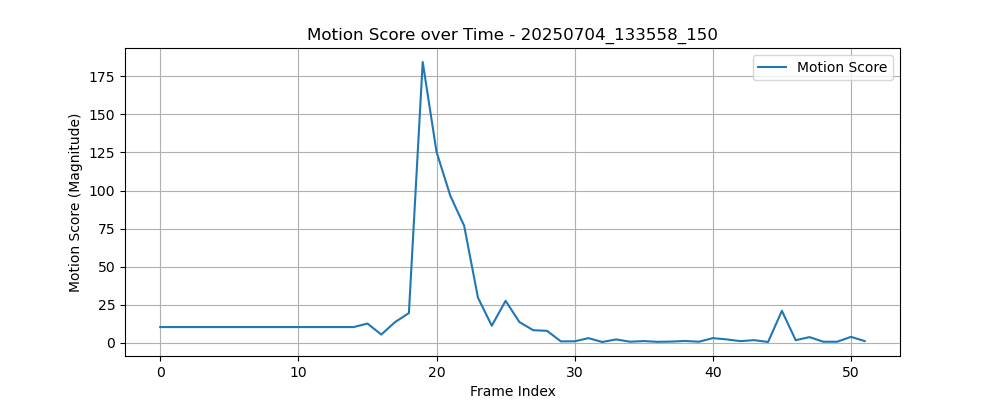 Motion Score over Time - 20250704_133558_150
Motion Score
Motion Score (Magnitude)
175
150
125
100
75
50
25
0
0 10 20 30 40 50
Frame Index